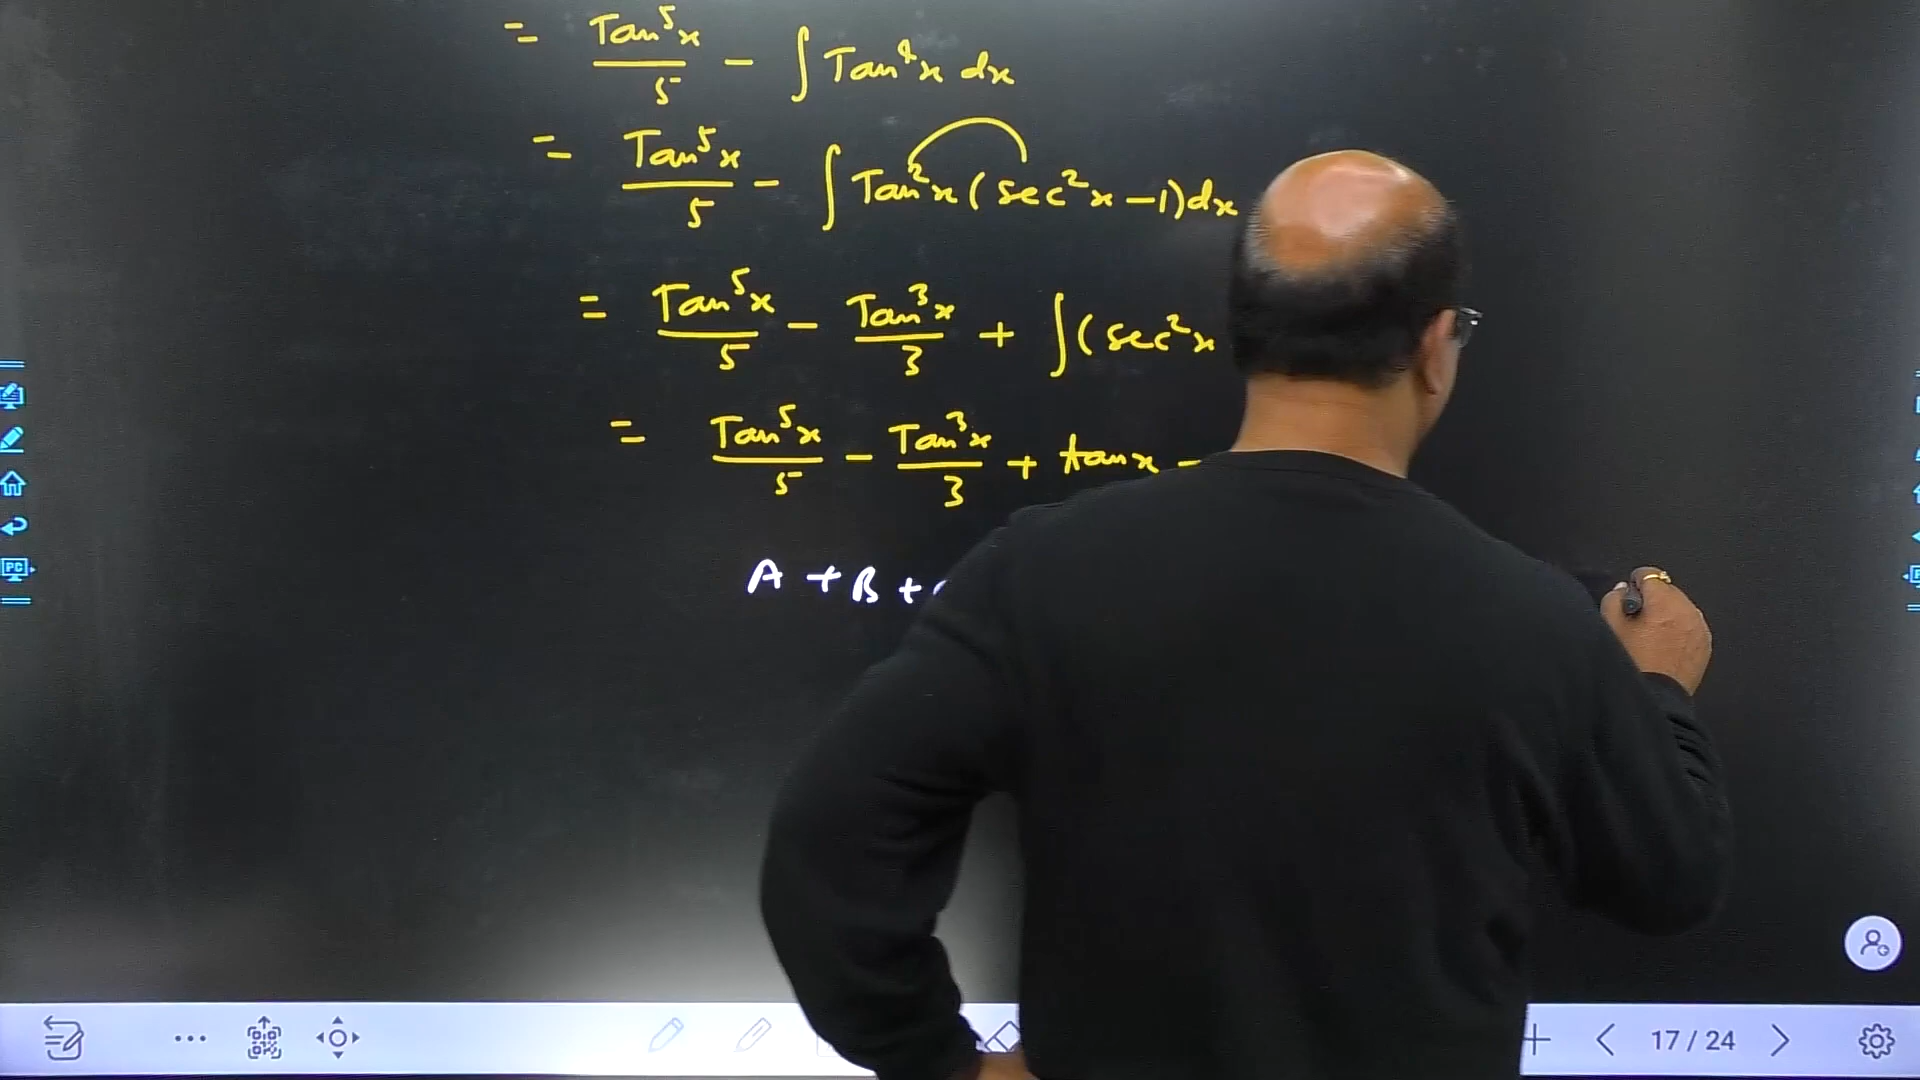 = Tan⁵x/5 - ∫ Tan⁴x dx
= Tan⁵x/5 - ∫ Tan²x (sec²x - 1) dx
= Tan⁵x/5 - Tan³x/3 + ∫ (sec²x
= Tan⁵x/5 - Tan³x/3 + tanx -
A + B +
PC
17 / 24